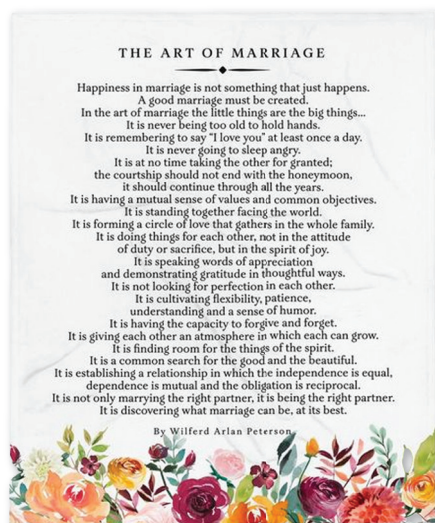 THE ART OF MARRIAGE
Happiness in marriage is not something that just happens.
A good marriage must be created.
In the art of marriage the little things are the big things...
It is never being too old to hold hands.
It is remembering to say "I love you" at least once a day.
It is never going to sleep angry.
It is at no time taking the other for granted;
the courtship should not end with the honeymoon,
it should continue through all the years.
It is having a mutual sense of values and common objectives.
It is standing together facing the world.
It is forming a circle of love that gathers in the whole family.
It is doing things for each other, not in the attitude
of duty or sacrifice, but in the spirit of joy.
It is speaking words of appreciation
and demonstrating gratitude in thoughtful ways.
It is not looking for perfection in each other.
It is cultivating flexibility, patience,
understanding and a sense of humor.
It is having the capacity to forgive and forget.
It is giving each other an atmosphere in which each can grow.
It is finding room for the things of the spirit.
It is a common search for the good and the beautiful.
It is establishing a relationship in which the independence is equal,
dependence is mutual and the obligation is reciprocal.
It is not only marrying the right partner, it is being the right partner.
It is discovering what marriage can be, at its best.
By Wilferd Arlan Peterson